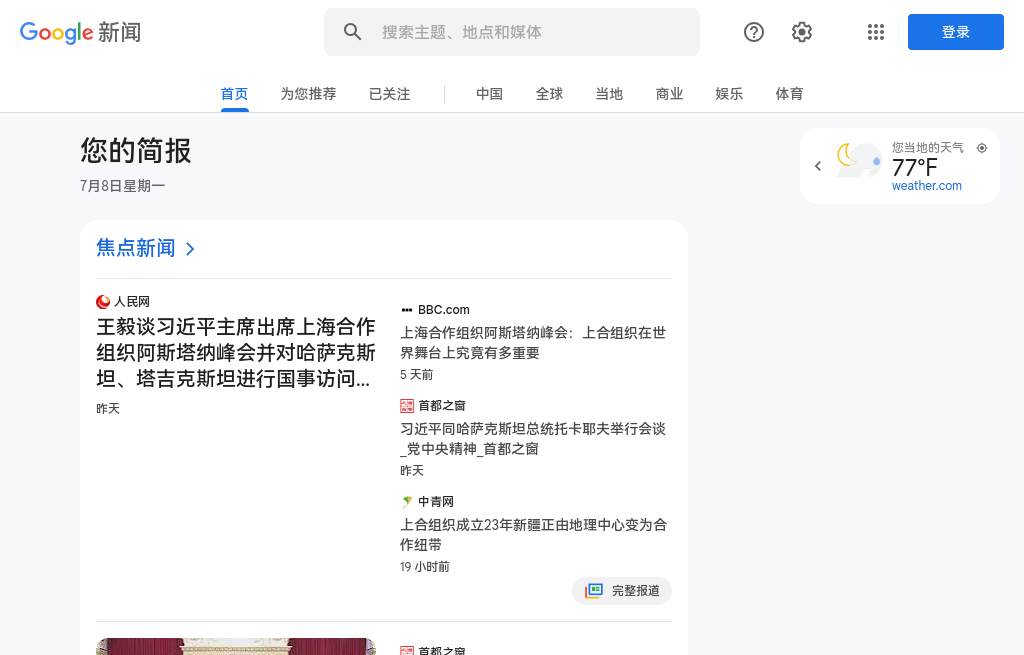 Google 新闻
搜索主题、地点和媒体
登录
首页
为您推荐
已关注
中国
全球
当地
商业
娱乐
体育
您的简报
7月8日星期一
您当地的天气
77°F
weather.com
焦点新闻
人民网
王毅谈习近平主席出席上海合作
组织阿斯塔纳峰会并对哈萨克斯
坦、塔吉克斯坦进行国事访问...
昨天
BBC.com
上海合作组织阿斯塔纳峰会：上合组织在世
界舞台上究竟有多重要
5 天前
首都之窗
习近平同哈萨克斯坦总统托卡耶夫举行会谈
_党中央精神_首都之窗
昨天
中青网
上合组织成立23年新疆正由地理中心变为合
作纽带
19 小时前
完整报道
首都之窗